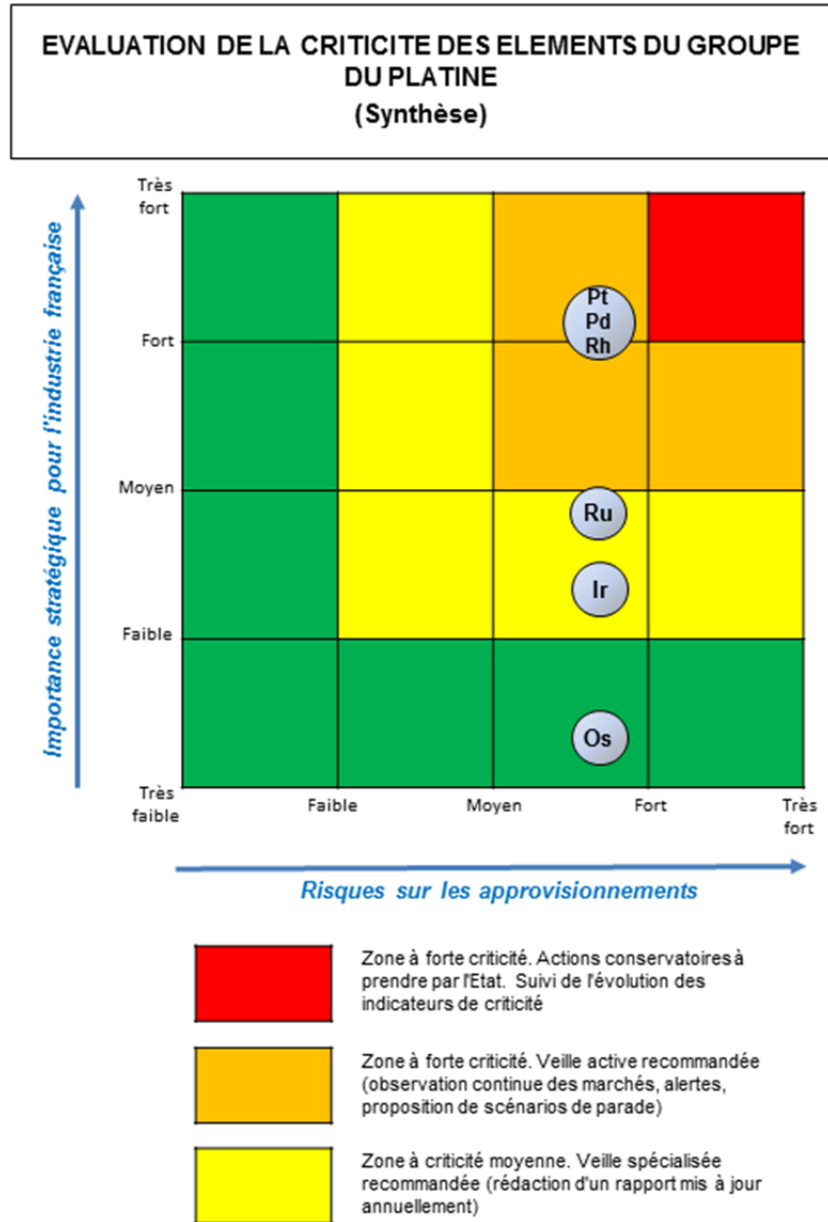 EVALUATION DE LA CRITICITE DES ELEMENTS DU GROUPE
DU PLATINE
(Synthèse)
Importance stratégique pour l'industrie française
Très
fort
Fort
Moyen
Faible
Très
faible
Pt
Pd
Rh
Ru
Ir
Os
Faible
Moyen
Fort
Très
fort
Risques sur les approvisionnements
Zone à forte criticité. Actions conservatoires à
prendre par l'Etat. Suivi de l'évolution des
indicateurs de criticité
Zone à forte criticité. Veille active recommandée
(observation continue des marchés, alertes,
proposition de scénarios de parade)
Zone à criticité moyenne. Veille spécialisée
recommandée (rédaction d'un rapport mis à jour
annuellement)